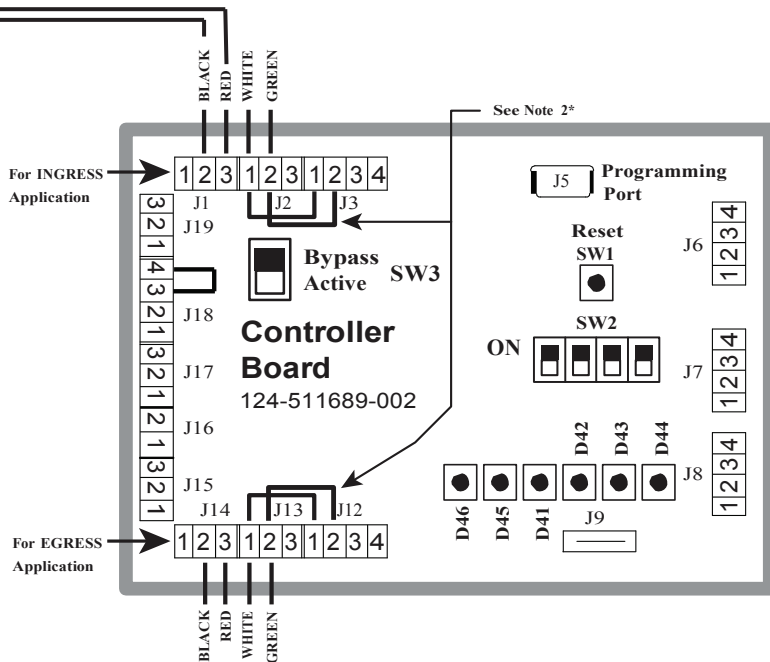 BLACK
RED
WHITE
GREEN
See Note 2*
For INGRESS
Application
1 2 3 1 2 3 1 2 3 4
J1
J2
J3
J5
Programming
Port
Reset
SW1
J6
4
3
2
1
3
2
1
J19
4
3
2
1
J18
Bypass
Active
SW3
Controller
Board
124-511689-002
SW2
ON
J7
4
3
2
1
3
2
1
J17
2
1
J16
3
2
1
J15
D42
D43
D44
D46
D45
D41
J8
4
3
2
1
J9
J14
J13
J12
For EGRESS
Application
1 2 3 1 2 3 1 2 3 4
BLACK
RED
WHITE
GREEN